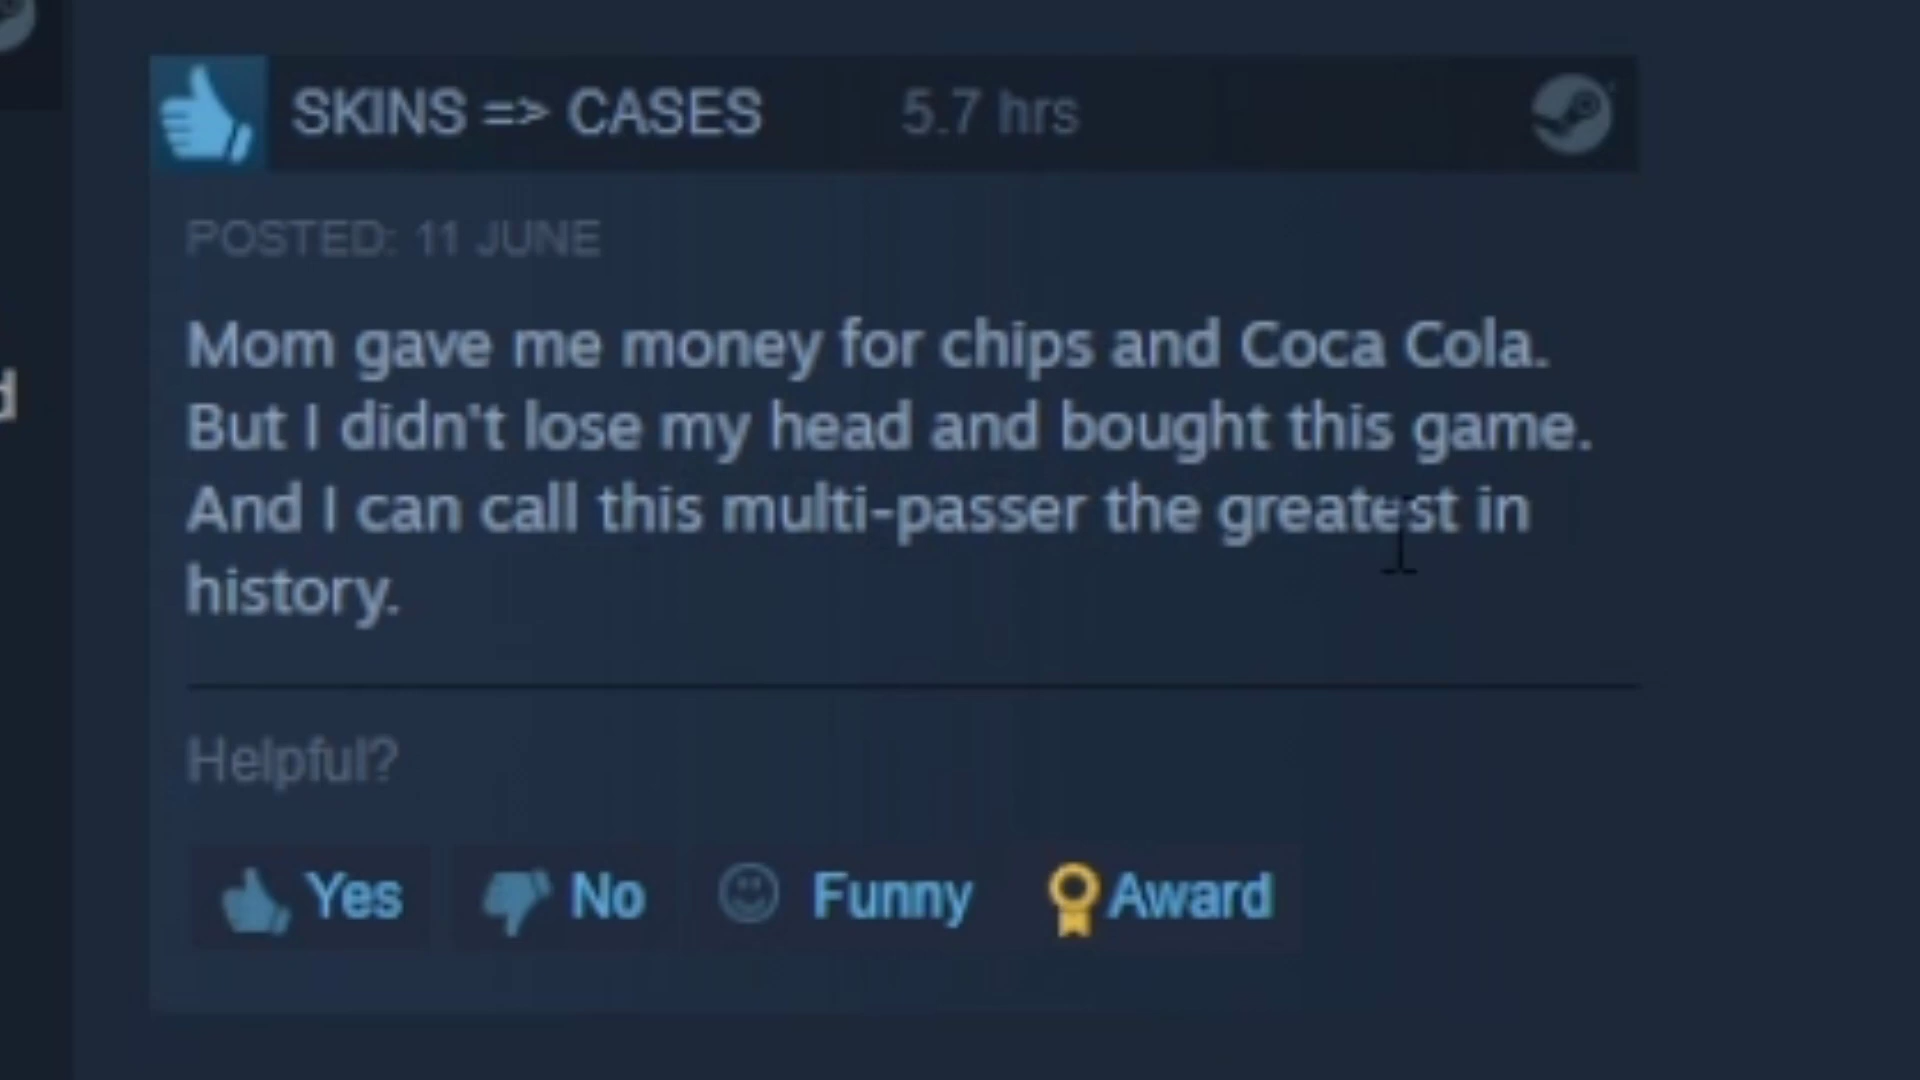 SKINS => CASES 5.7 hrs
POSTED: 11 JUNE
d
Mom gave me money for chips and Coca Cola.
But I didn't lose my head and bought this game.
And I can call this multi-passer the greatest in
history.
Helpful?
Yes No Funny Award